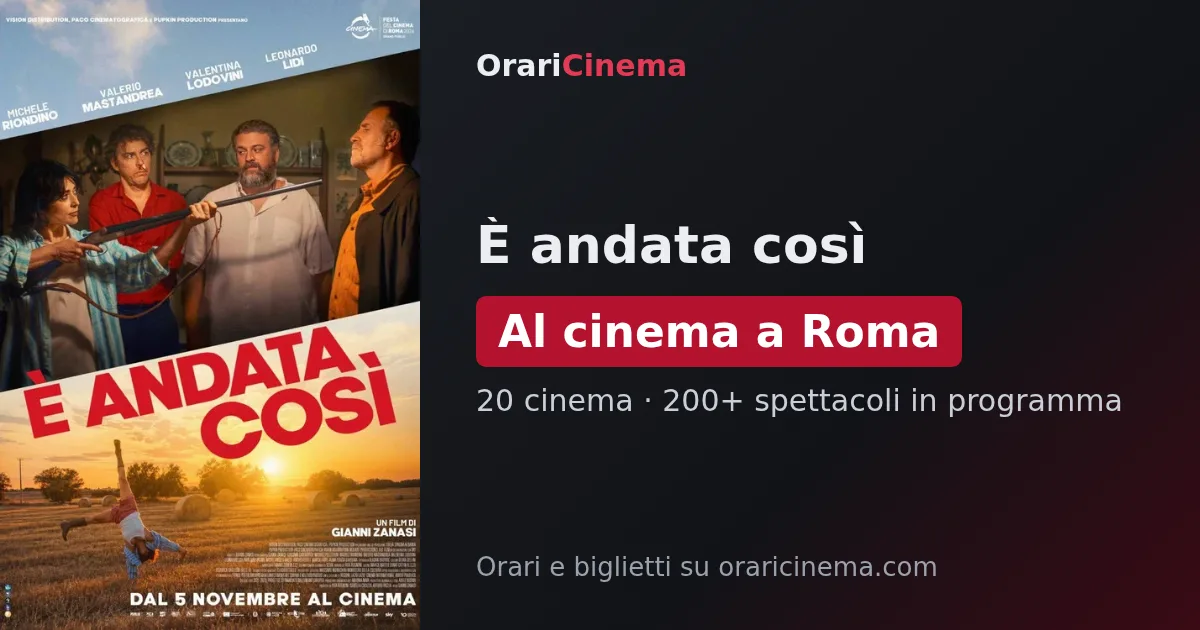 VISION DISTRIBUTION, PACO CINEMATOGRAFICA e PUPKIN PRODUCTION PRESENTANO
FESTA
DEL CINEMA
DI ROMA
MICHELE
RIONDINO
VALERIO
MASTANDREA
VALENTINA
LODOVINI
LEONARDO
LIDI
È ANDATA
COSÌ
UN FILM DI
GIANNI ZANASI
DAL 5 NOVEMBRE AL CINEMA
OrariCinema
È andata così
Al cinema a Roma
20 cinema · 200+ spettacoli in programma
Orari e biglietti su oraricinema.com